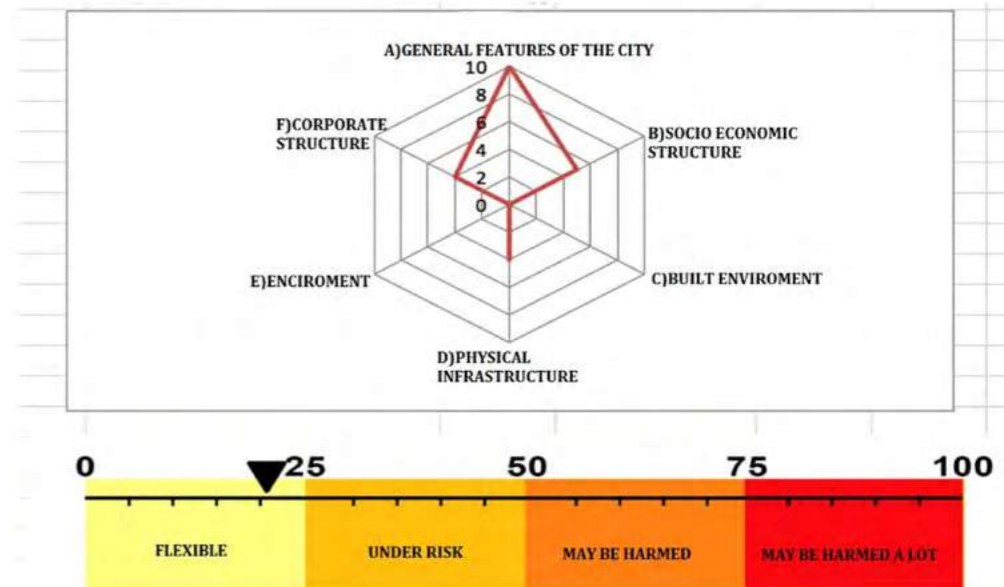 A)GENERAL FEATURES OF THE CITY
10
8
6
4
2
0
F)CORPORATE
STRUCTURE
B)SOCIO ECONOMIC
STRUCTURE
E)ENCIROMENT
C)BUILT ENVIROMENT
D)PHYSICAL
INFRASTRUCTURE
0 25 50 75 100
FLEXIBLE UNDER RISK MAY BE HARMED MAY BE HARMED A LOT